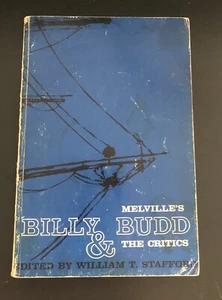 MELVILLE'S
BILLY BUDD
& THE CRITICS
EDITED BY WILLIAM T. STAFFORD